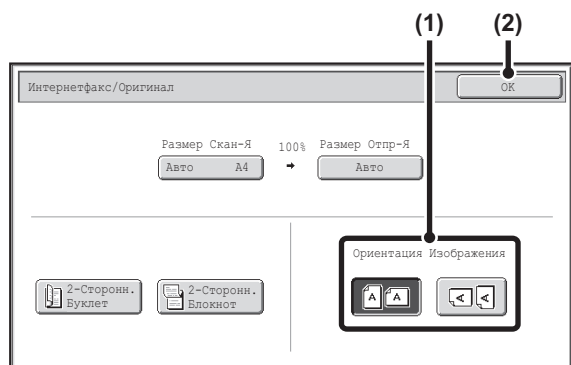 (1) (2)
Интернетфакс/Оригинал OK
Размер Скан-Я 100% Размер Отпр-Я
Авто A4 → Авто
Ориентация Изображения
2-Сторонн.
Буклет
2-Сторонн.
Блокнот
A A A A